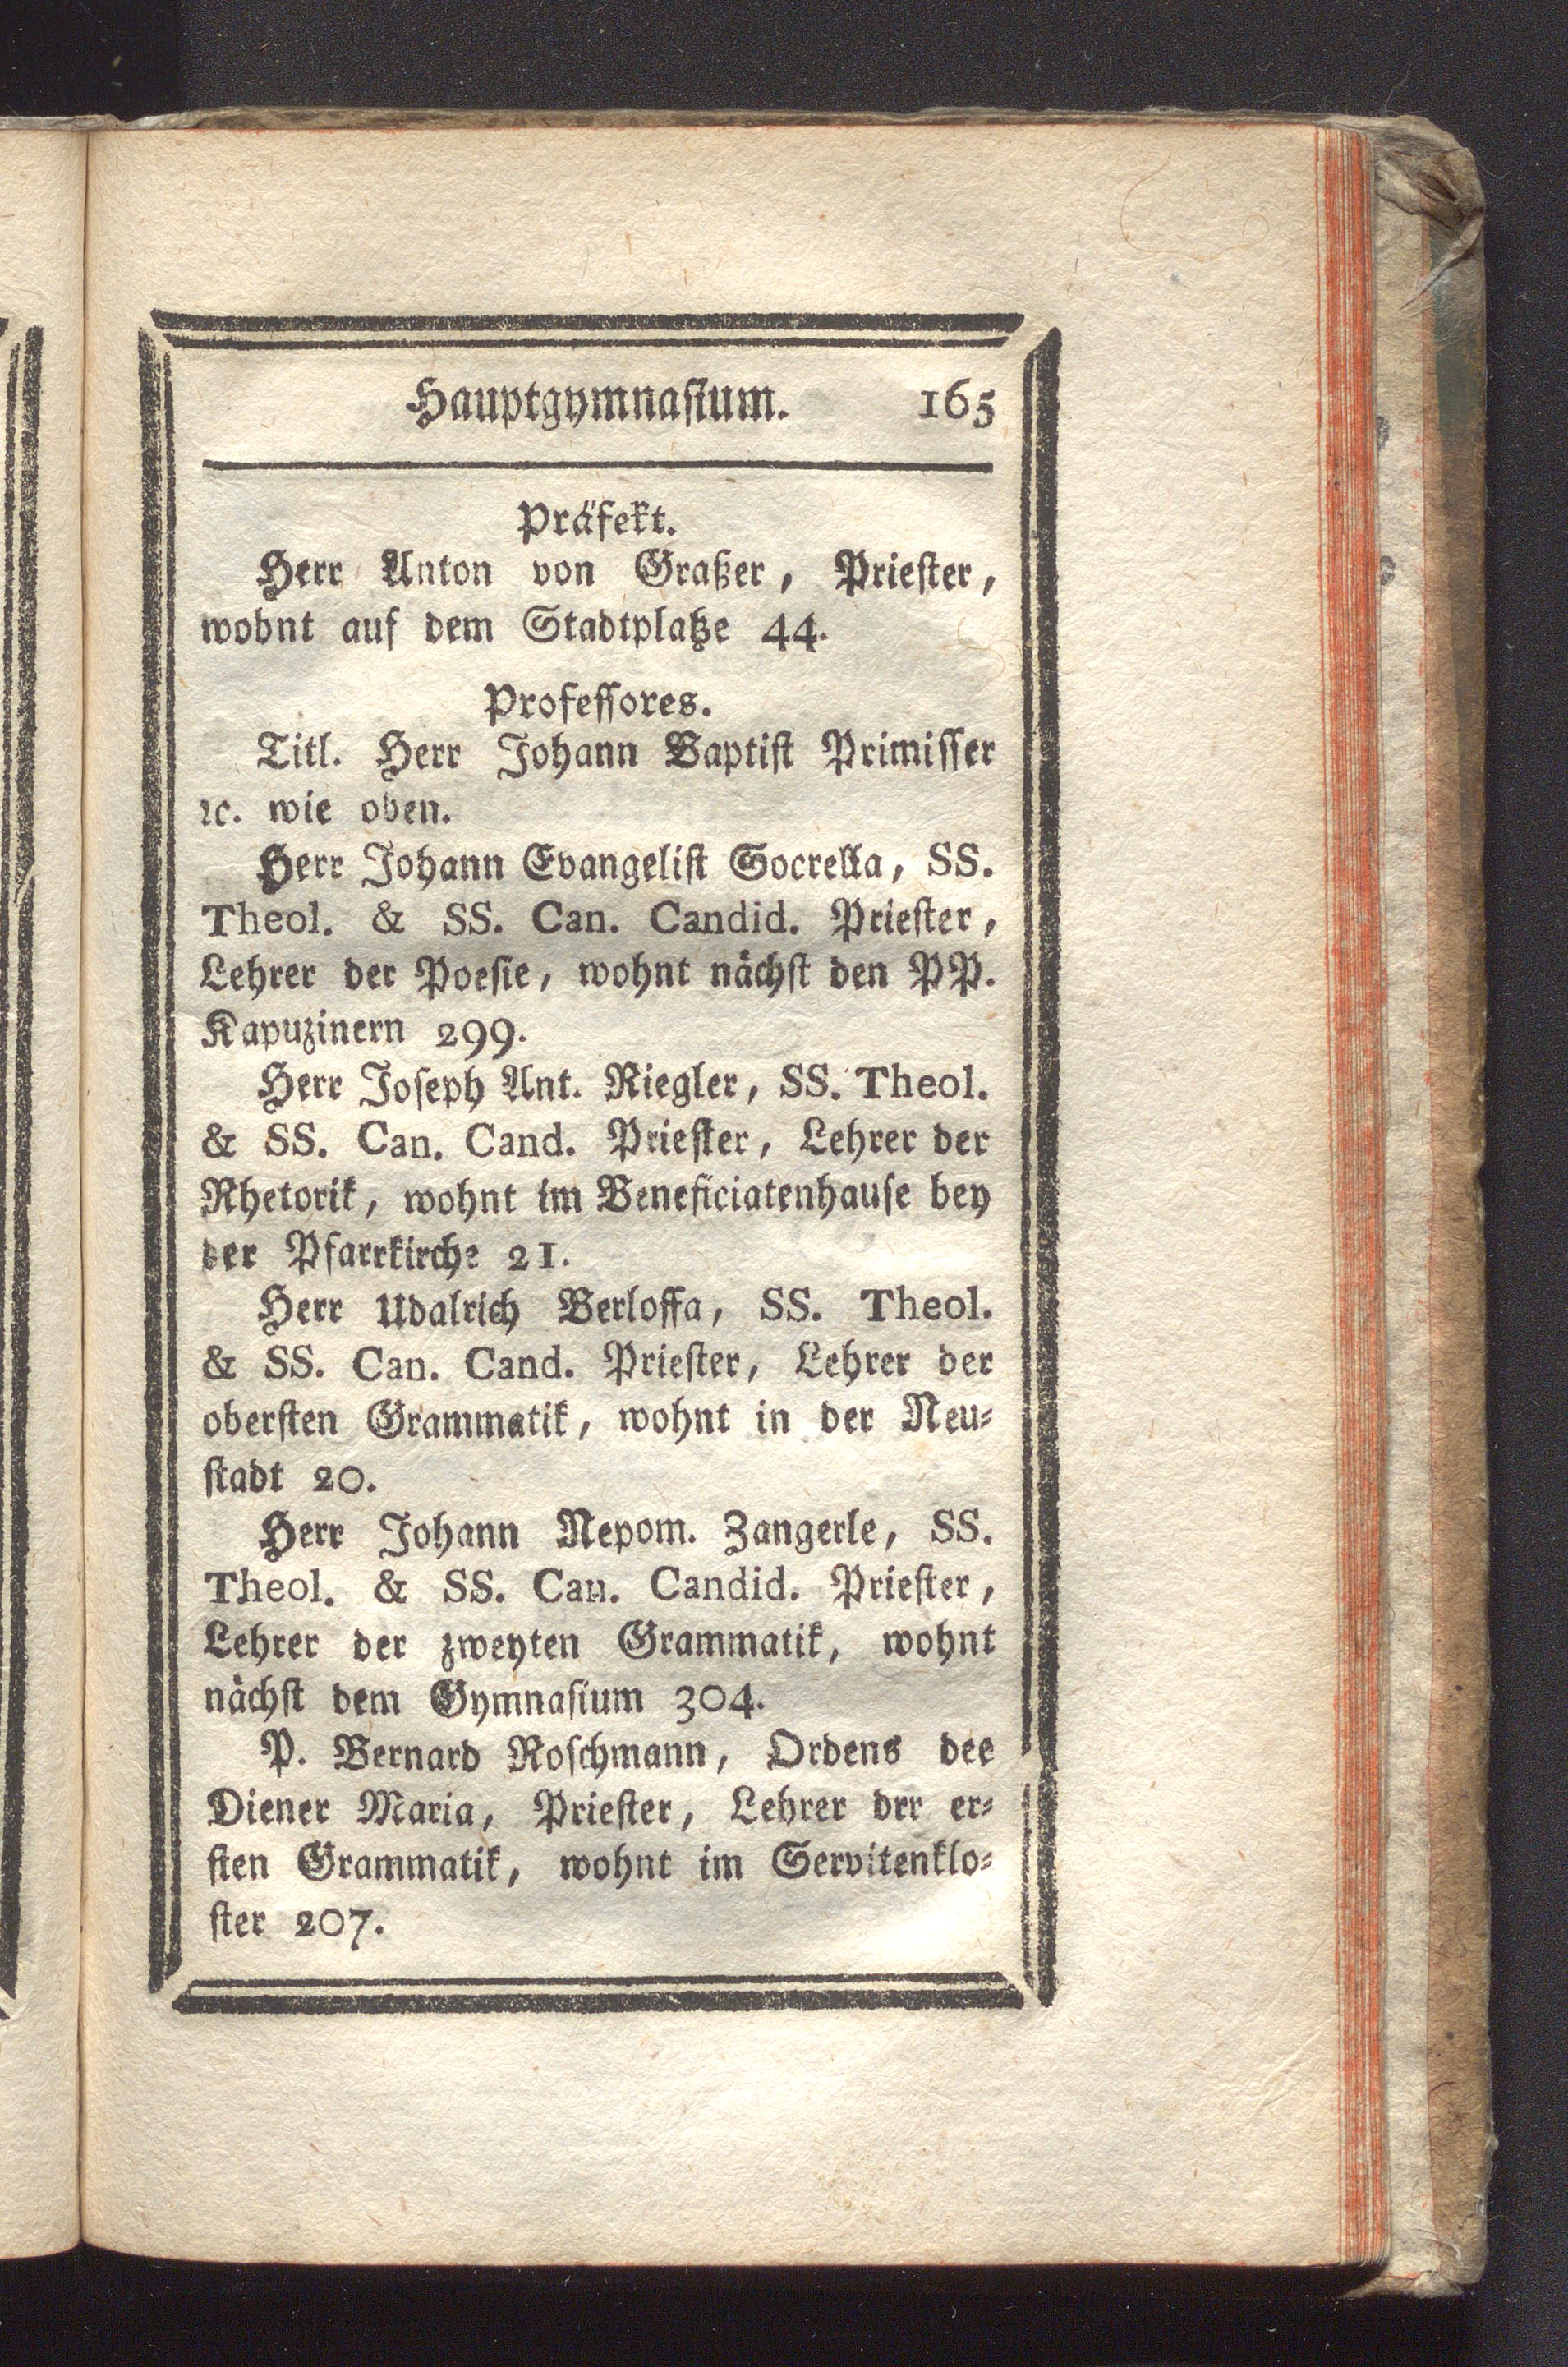 Hauptgymnasium. 165
Präfekt.
Herr Anton von Graßer, Priester,
wohnt auf dem Stadtplatze 44.
Professores.
Titl. Herr Johann Baptist Primisser
ꝛc. wie oben.
Herr Johann Evangelist Socrella, SS.
Theol. & SS. Can. Candid. Priester,
Lehrer der Poesie, wohnt nächst den PP.
Kapuzinern 299.
Herr Joseph Ant. Riegler, SS. Theol.
& SS. Can. Cand. Priester, Lehrer der
Rhetorik, wohnt im Beneficiatenhause bey
der Pfarrkirche 21.
Herr Udalrich Berloffa, SS. Theol.
& SS. Can. Cand. Priester, Lehrer der
obersten Grammatik, wohnt in der Neu-
stadt 20.
Herr Johann Nepom. Zangerle, SS.
Theol. & SS. Can. Candid. Priester,
Lehrer der zweyten Grammatik, wohnt
nächst dem Gymnasium 304.
P. Bernard Roschmann, Ordens dee
Diener Maria, Priester, Lehrer drr er-
sten Grammatik, wohnt im Servitenklo-
ster 207.